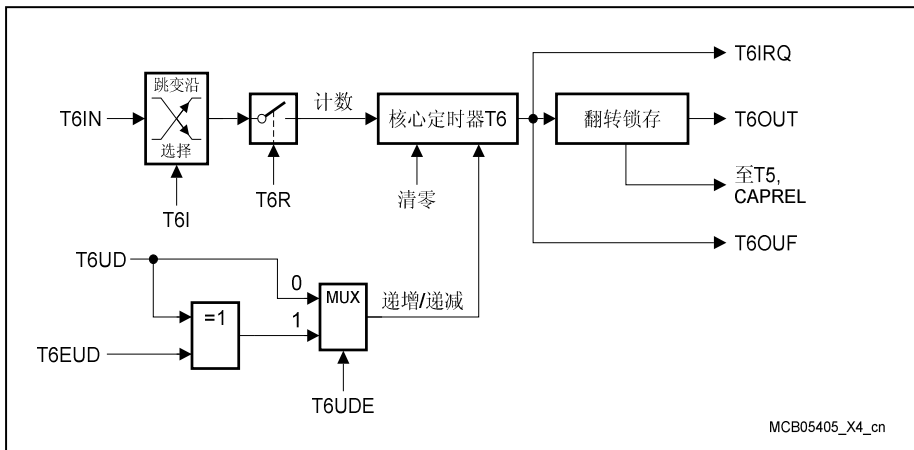 T6IRQ
跳变沿
T6IN
选择
计数
核心定时器T6
翻转锁存
T6OUT
T6I
T6R
清零
至T5,
CAPREL
T6UD
T6OUF
0
MUX
递增/递减
=1
1
T6EUD
T6UDE
MCB05405_X4_cn